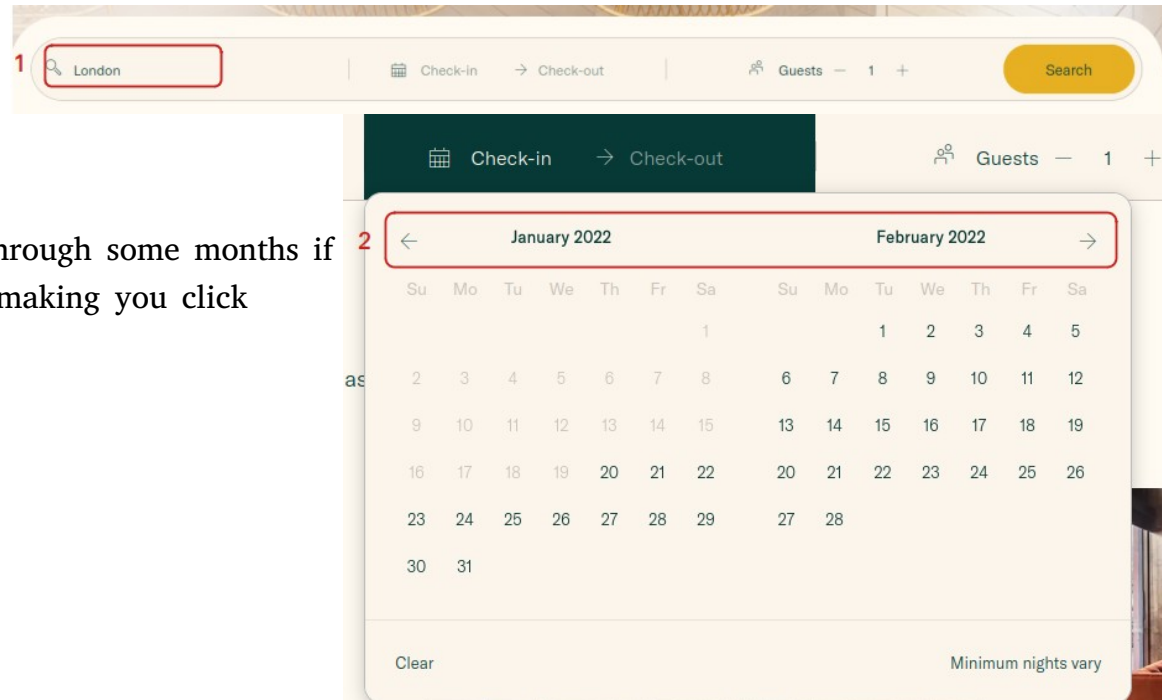 1 London Check-in → Check-out Guests — 1 + Search
Check-in → Check-out Guests — 1 +
hrough some months if
making you click
2 ← January 2022 February 2022 →
Su Mo Tu We Th Fr Sa Su Mo Tu We Th Fr Sa
1 1 2 3 4 5
as 2 3 4 5 6 7 8 6 7 8 9 10 11 12
9 10 11 12 13 14 15 13 14 15 16 17 18 19
16 17 18 19 20 21 22 20 21 22 23 24 25 26
23 24 25 26 27 28 29 27 28
30 31
Clear Minimum nights vary